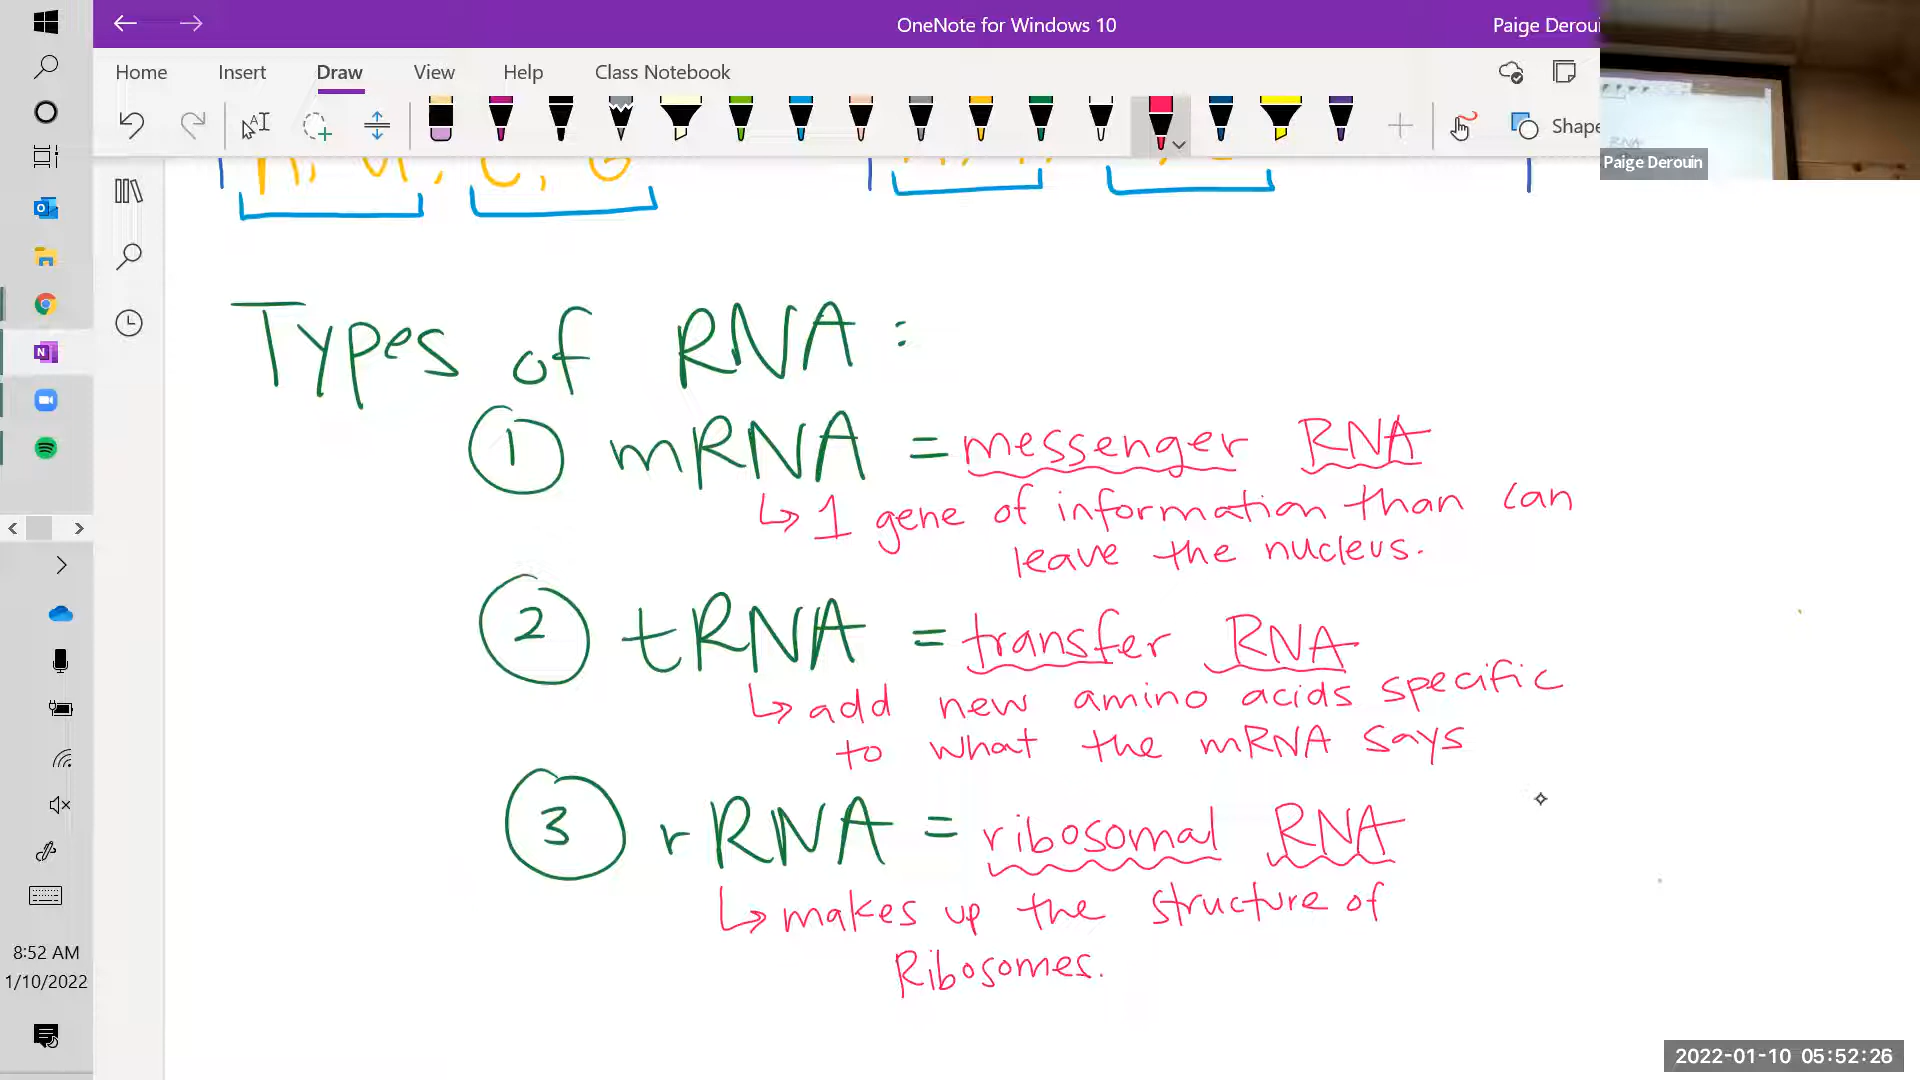 OneNote for Windows 10
Paige Deroui
Home Insert Draw View Help Class Notebook
Shape
Paige Derouin
Types of RNA:
1 mRNA = messenger RNA
↳ 1 gene of information than can
leave the nucleus.
2 tRNA = transfer RNA
↳ add new amino acids specific
to what the mRNA says
3 rRNA = ribosomal RNA
↳ makes up the structure of
Ribosomes.
8:52 AM
1/10/2022
2022-01-10 05:52:26